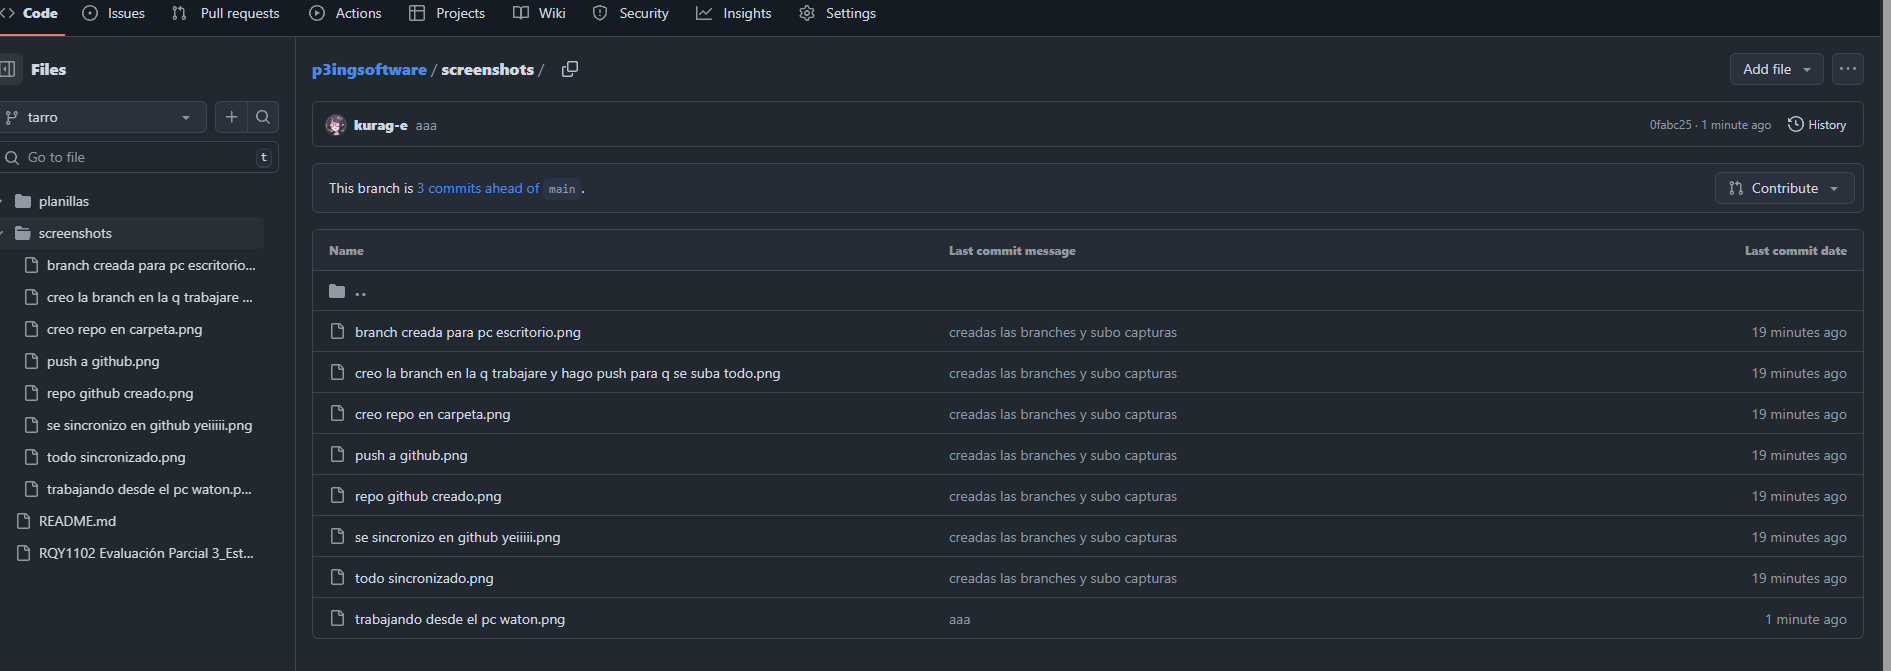 Code Issues Pull requests Actions Projects Wiki Security Insights Settings
Files
tarro
Go to file t
planillas
screenshots
branch creada para pc escritorio...
creo la branch en la q trabajare ...
creo repo en carpeta.png
push a github.png
repo github creado.png
se sincronizo en github yeiiiii.png
todo sincronizado.png
trabajando desde el pc waton.p...
README.md
RQY1102 Evaluación Parcial 3_Est...
p3ingsoftware / screenshots /
Add file
kurag-e aaa
0fabc25 · 1 minute ago History
This branch is 3 commits ahead of main .
Contribute
Name Last commit message Last commit date
..
branch creada para pc escritorio.png creadas las branches y subo capturas 19 minutes ago
creo la branch en la q trabajare y hago push para q se suba todo.png creadas las branches y subo capturas 19 minutes ago
creo repo en carpeta.png creadas las branches y subo capturas 19 minutes ago
push a github.png creadas las branches y subo capturas 19 minutes ago
repo github creado.png creadas las branches y subo capturas 19 minutes ago
se sincronizo en github yeiiiii.png creadas las branches y subo capturas 19 minutes ago
todo sincronizado.png creadas las branches y subo capturas 19 minutes ago
trabajando desde el pc waton.png aaa 1 minute ago